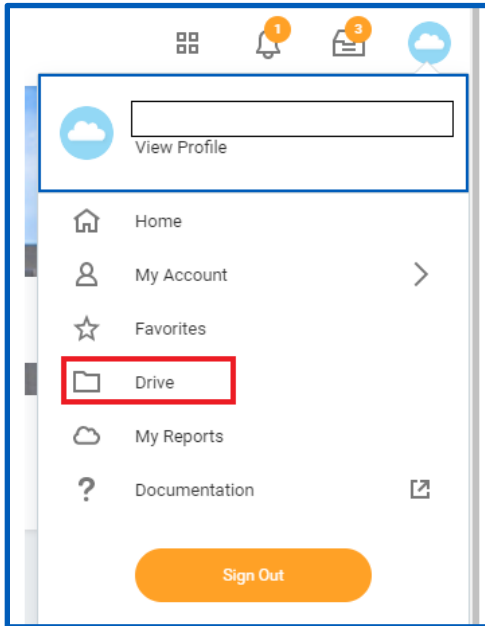 1
3
View Profile
Home
My Account
Favorites
Drive
My Reports
? Documentation
Sign Out